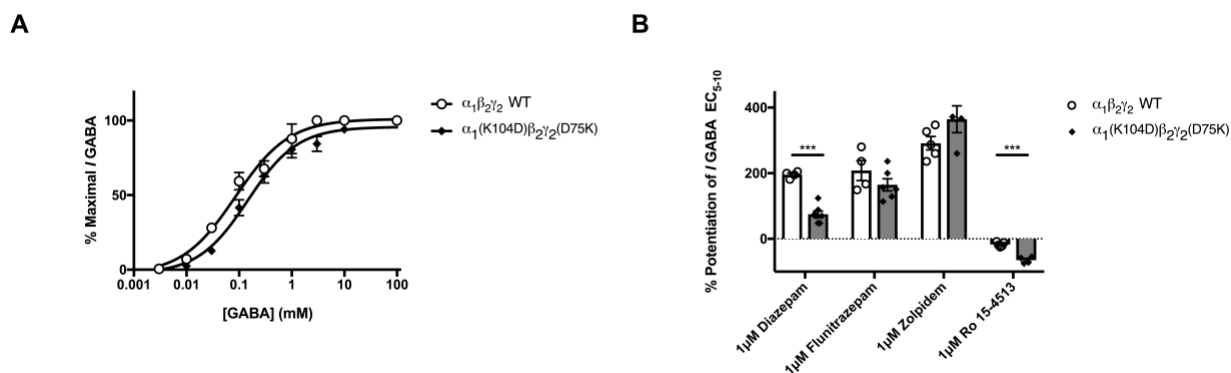 A
% Maximal I GABA
100
50
0
0.001
0.01
0.1
1
10
100
[GABA] (mM)
α₁β₂γ₂ WT
α₁(K104D)β₂γ₂(D75K)
B
% Potentiation of I GABA EC₅₋₁₀
400
200
0
***
***
1µM Diazepam
1µM Flunitrazepam
1µM Zolpidem
1µM Ro 15-4513
α₁β₂γ₂ WT
α₁(K104D)β₂γ₂(D75K)